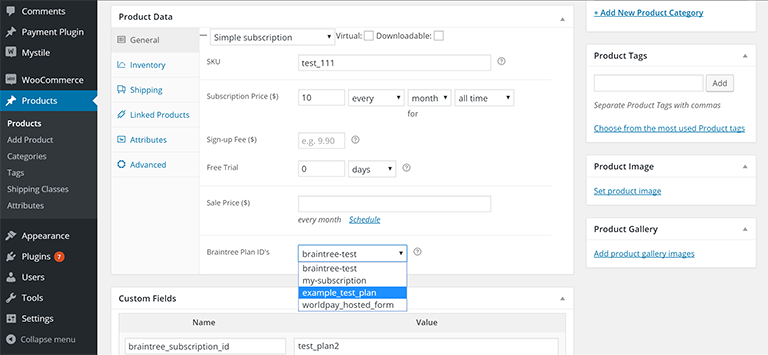 Comments
Payment Plugin
Mystile
WooCommerce
Products
Products
Add Product
Categories
Tags
Shipping Classes
Attributes
Appearance
Plugins 7
Users
Tools
Settings
Collapse menu
Product Data
General
Inventory
Shipping
Linked Products
Attributes
Advanced
Simple subscription Virtual: Downloadable:
SKU test_111
Subscription Price ($) 10 every month all time
for
Sign-up Fee ($) e.g. 9.90
Free Trial 0 days
Sale Price ($)
every month Schedule
Braintree Plan ID's braintree-test
braintree-test
my-subscription
example_test_plan
worldpay_hosted_form
Custom Fields
Name Value
braintree_subscription_id test_plan2
+ Add New Product Category
Product Tags
Add
Separate Product Tags with commas
Choose from the most used Product tags
Product Image
Set product image
Product Gallery
Add product gallery images